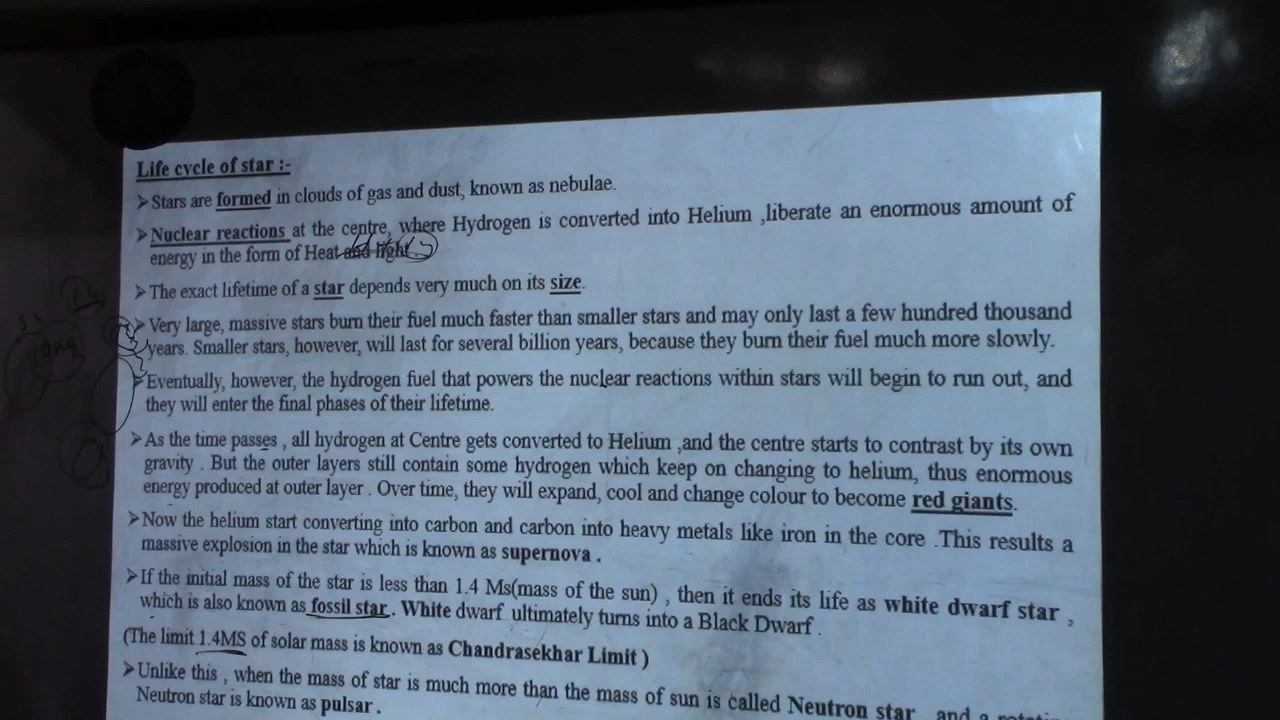 Life cycle of star :-
➢Stars are formed in clouds of gas and dust, known as nebulae.
➢Nuclear reactions at the centre, where Hydrogen is converted into Helium ,liberate an enormous amount of
energy in the form of Heat and light
➢The exact lifetime of a star depends very much on its size.
➢Very large, massive stars burn their fuel much faster than smaller stars and may only last a few hundred thousand
years. Smaller stars, however, will last for several billion years, because they burn their fuel much more slowly.
➢Eventually, however, the hydrogen fuel that powers the nuclear reactions within stars will begin to run out, and
they will enter the final phases of their lifetime.
➢As the time passes , all hydrogen at Centre gets converted to Helium ,and the centre starts to contrast by its own
gravity . But the outer layers still contain some hydrogen which keep on changing to helium, thus enormous
energy produced at outer layer . Over time, they will expand, cool and change colour to become red giants.
➢Now the helium start converting into carbon and carbon into heavy metals like iron in the core .This results a
massive explosion in the star which is known as supernova .
➢If the initial mass of the star is less than 1.4 Ms(mass of the sun) , then it ends its life as white dwarf star ,
which is also known as fossil star. White dwarf ultimately turns into a Black Dwarf .
(The limit 1.4MS of solar mass is known as Chandrasekhar Limit )
➢Unlike this , when the mass of star is much more than the mass of sun is called Neutron star and a
Neutron star is known as pulsar .